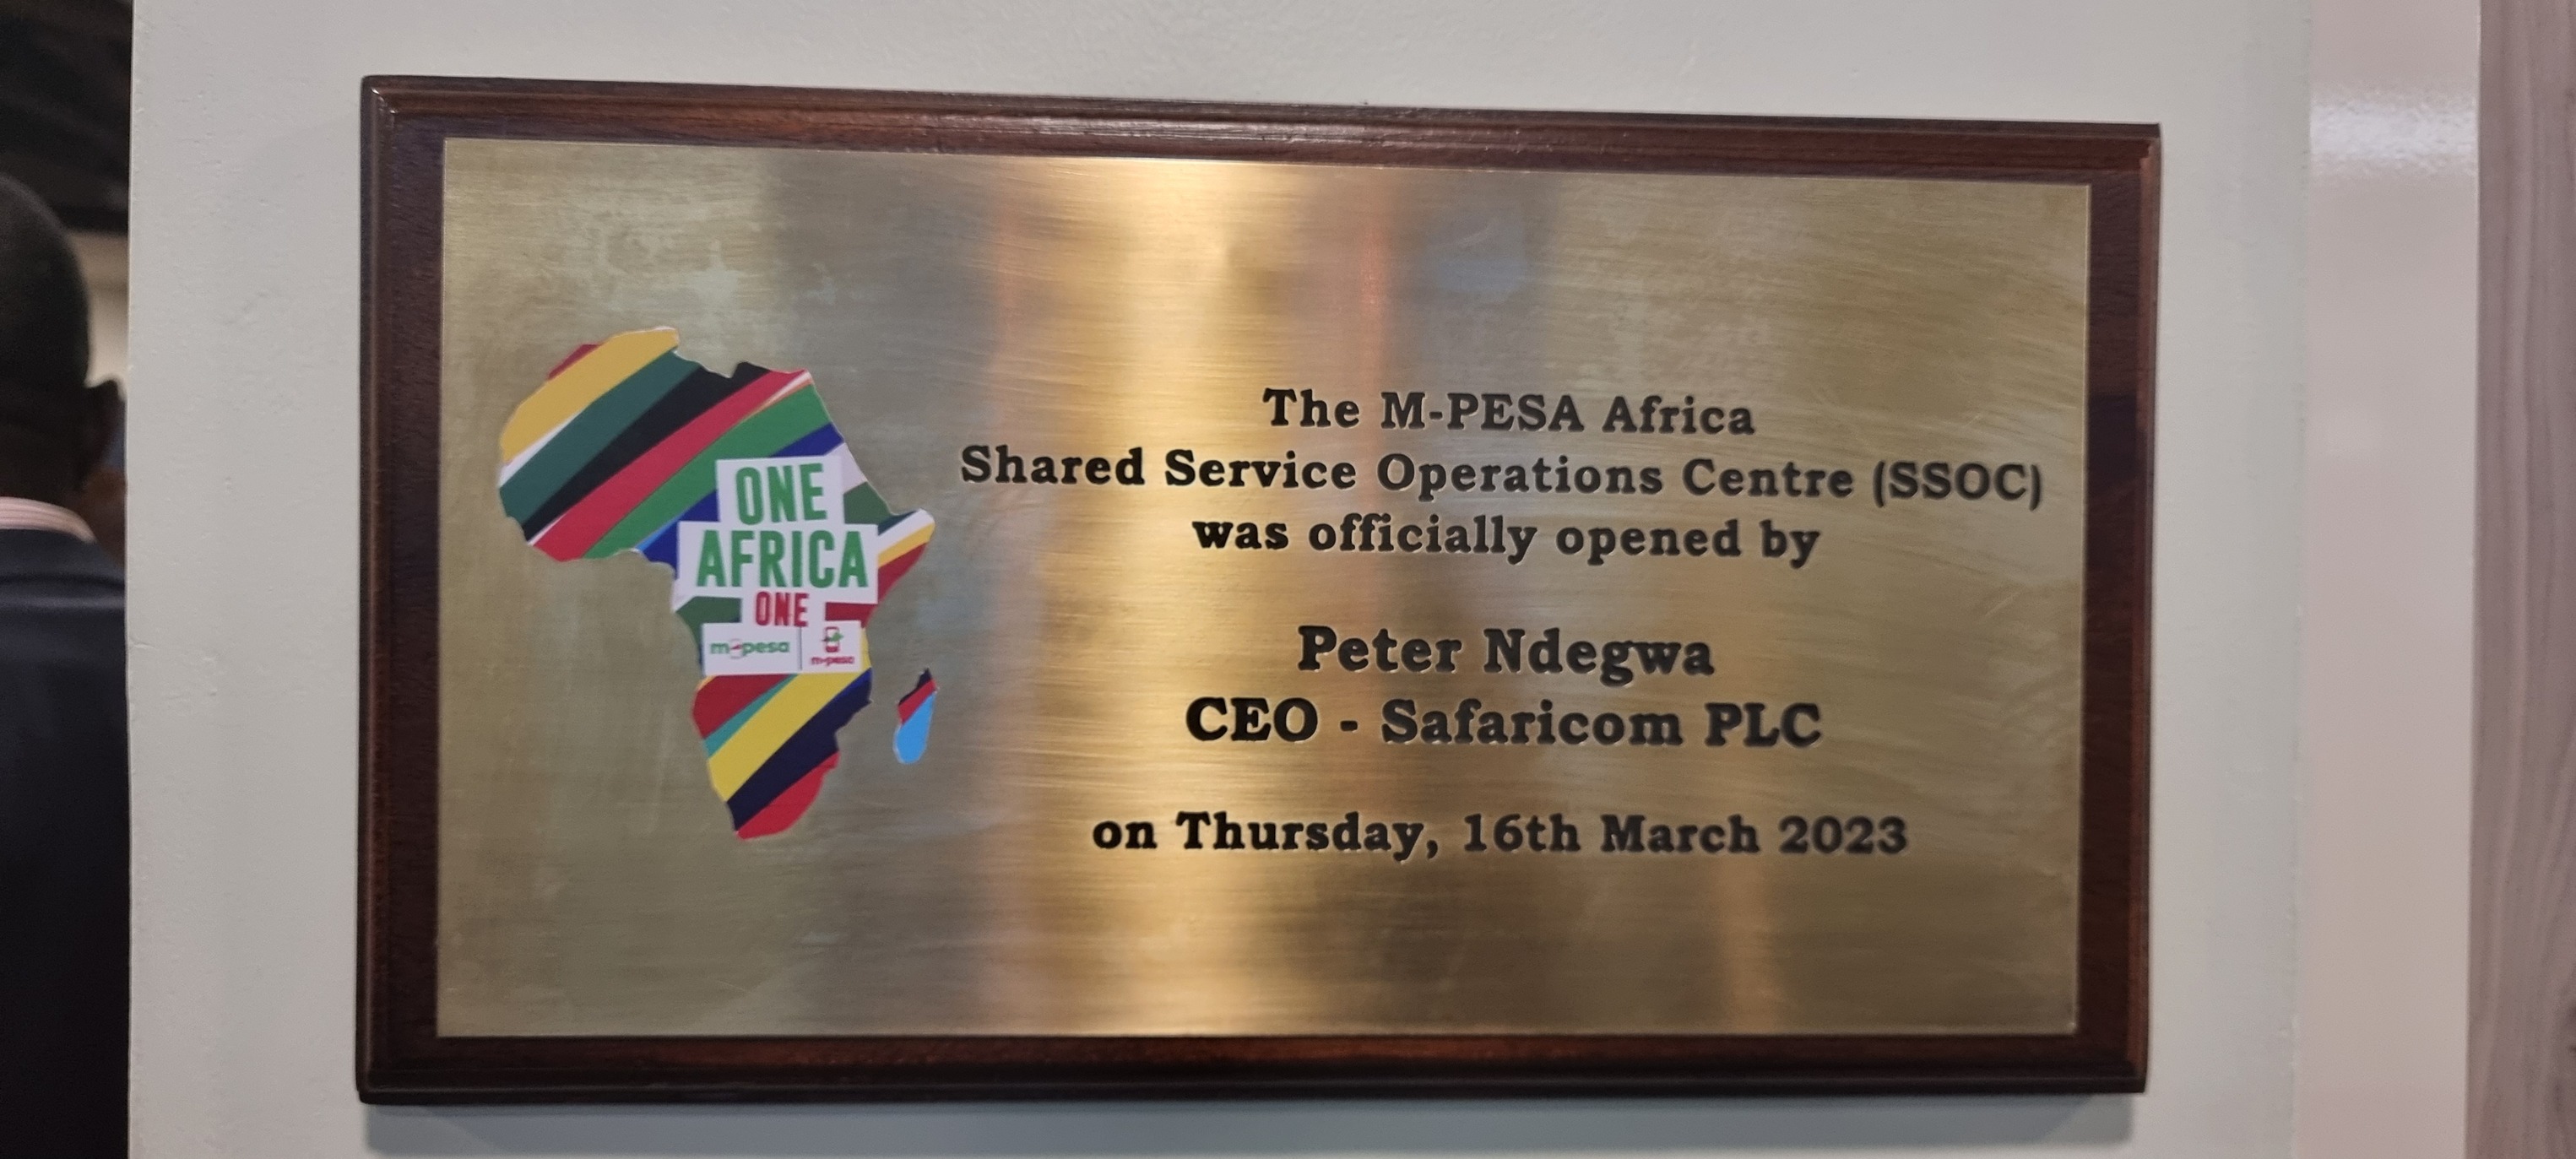 ONE
AFRICA
ONE
m-pesa
m-pesa
The M-PESA Africa
Shared Service Operations Centre (SSOC)
was officially opened by
Peter Ndegwa
CEO - Safaricom PLC
on Thursday, 16th March 2023